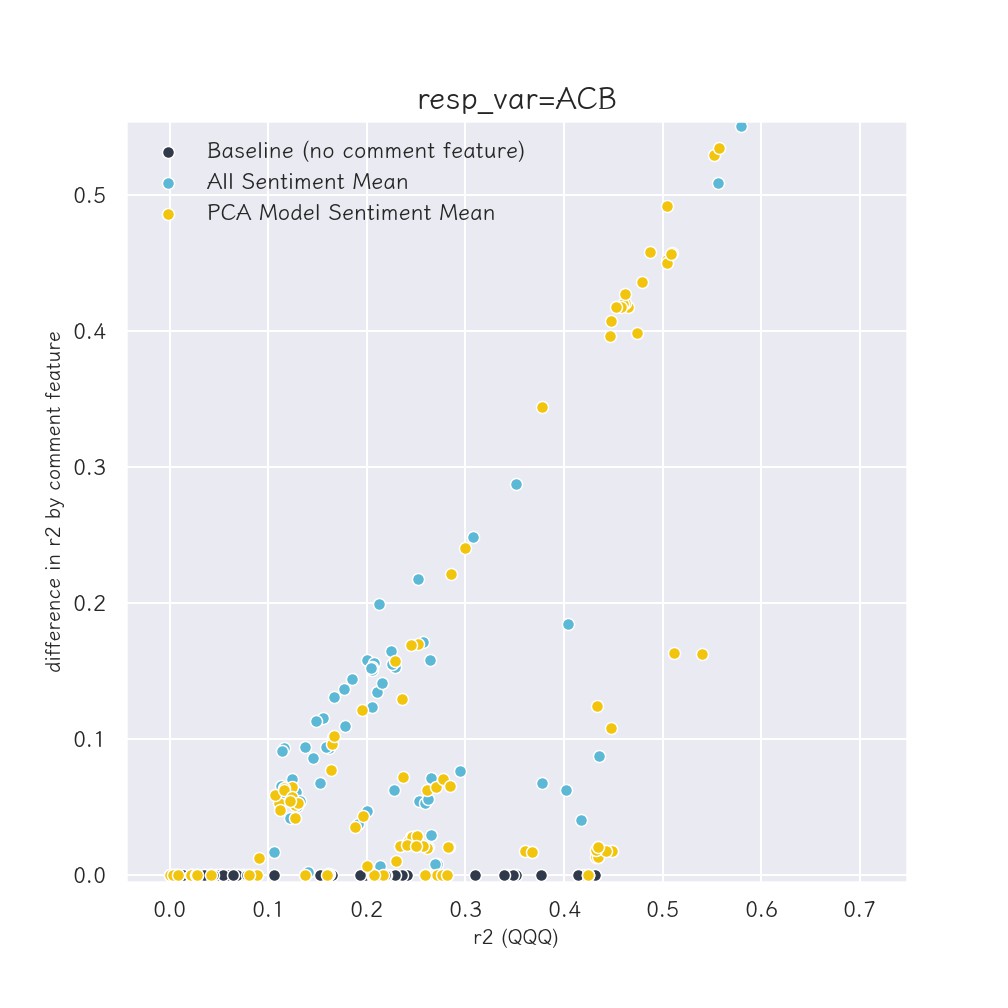 resp_var=ACB
Baseline (no comment feature)
All Sentiment Mean
PCA Model Sentiment Mean
difference in r2 by comment feature
0.5
0.4
0.3
0.2
0.1
0.0
0.0 0.1 0.2 0.3 0.4 0.5 0.6 0.7
r2 (QQQ)